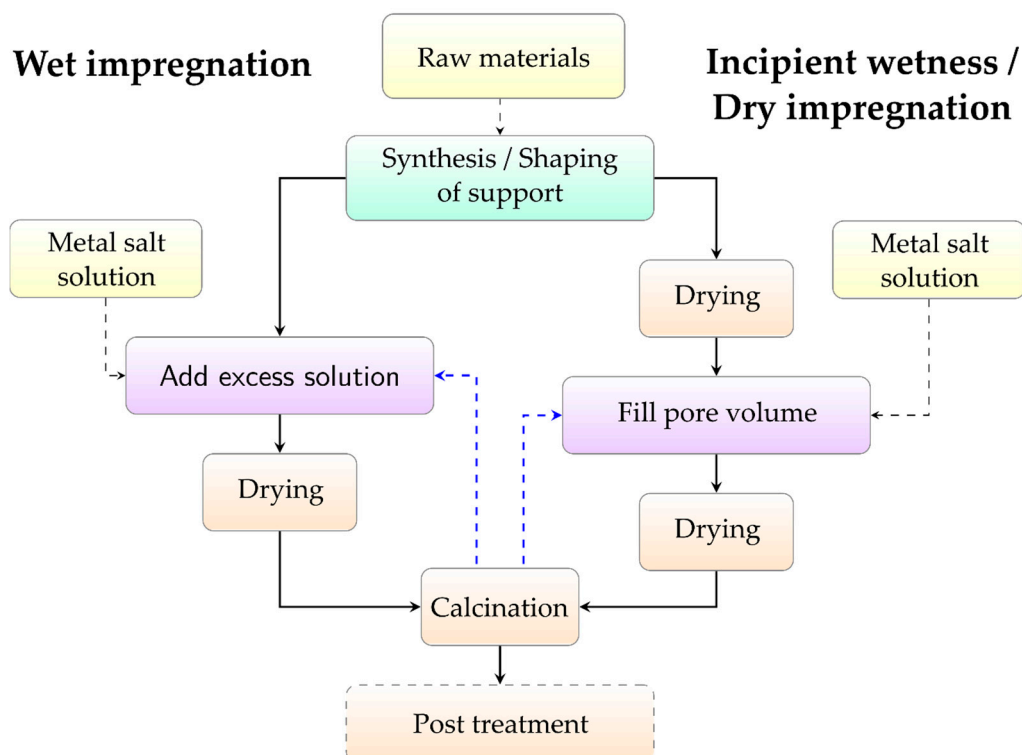 Wet impregnation
Raw materials
Incipient wetness /
Dry impregnation
Synthesis / Shaping
of support
Metal salt
solution
Metal salt
solution
Drying
Add excess solution
Fill pore volume
Drying
Drying
Calcination
Post treatment